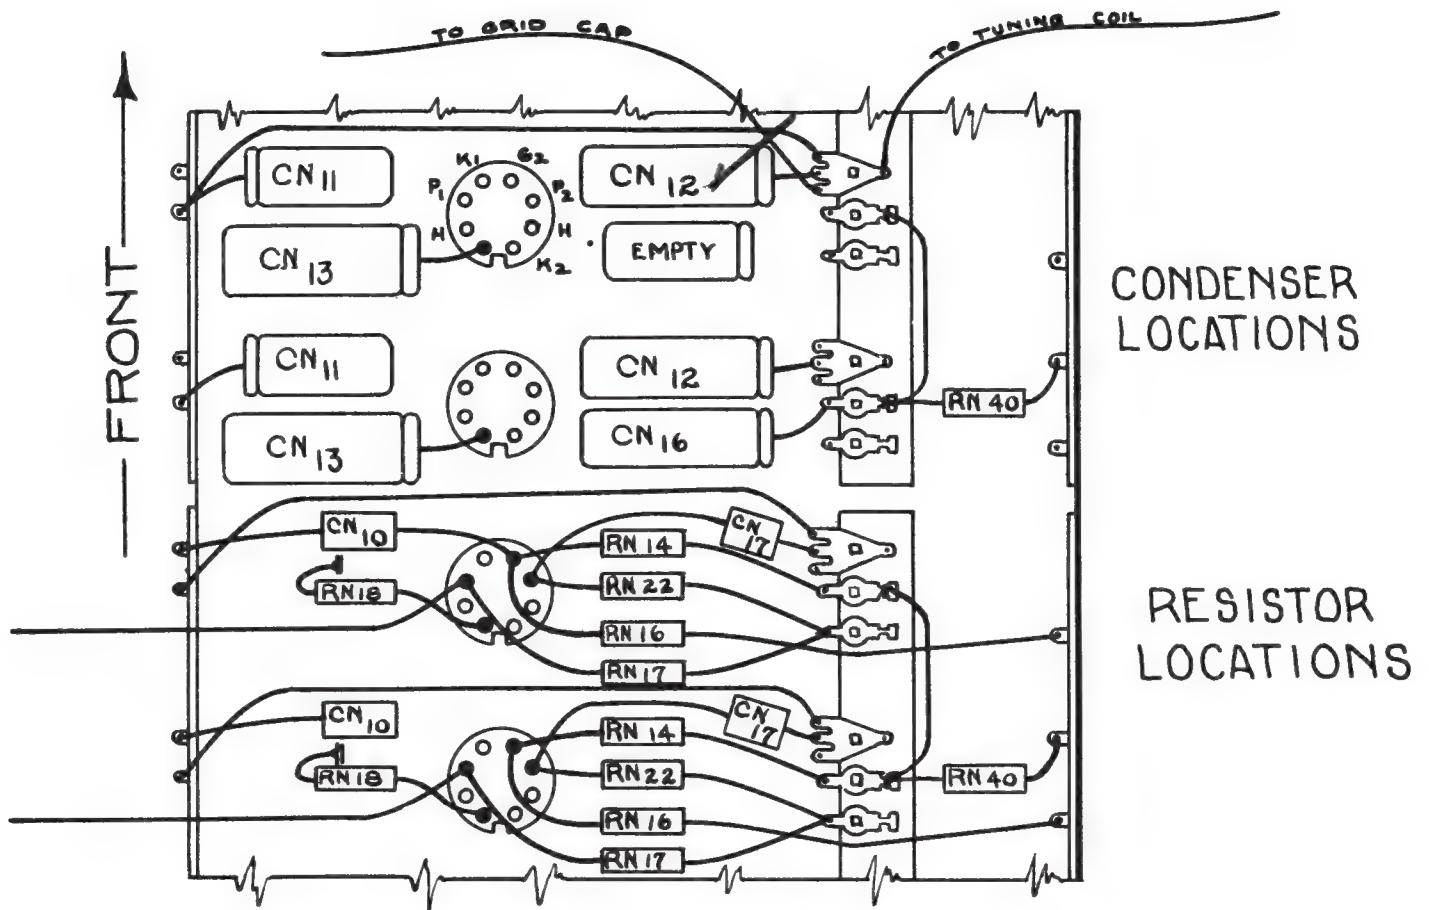 TO GRID CAP
TO TUNING COIL
FRONT
CN 11
K1
G2
P1
P2
H
H
K2
CN 12
CN 13
EMPTY
CONDENSER
LOCATIONS
CN 11
CN 12
CN 13
CN 16
RN 40
CN 10
RN 14
CN 17
RN 18
RN 22
RN 16
RN 17
RESISTOR
LOCATIONS
CN 10
RN 14
CN 17
RN 18
RN 22
RN 40
RN 16
RN 17